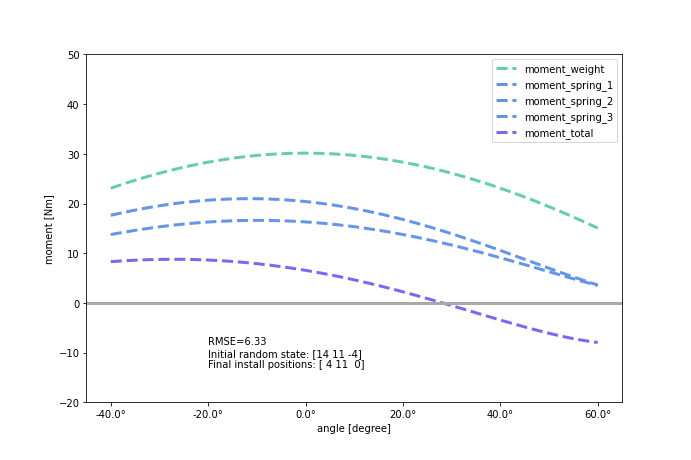 50
40
30
20
10
0
−10
−20
moment [Nm]
moment_weight
moment_spring_1
moment_spring_2
moment_spring_3
moment_total
RMSE=6.33
Initial random state: [14 11 -4]
Final install positions: [ 4 11  0]
-40.0° -20.0° 0.0° 20.0° 40.0° 60.0°
angle [degree]